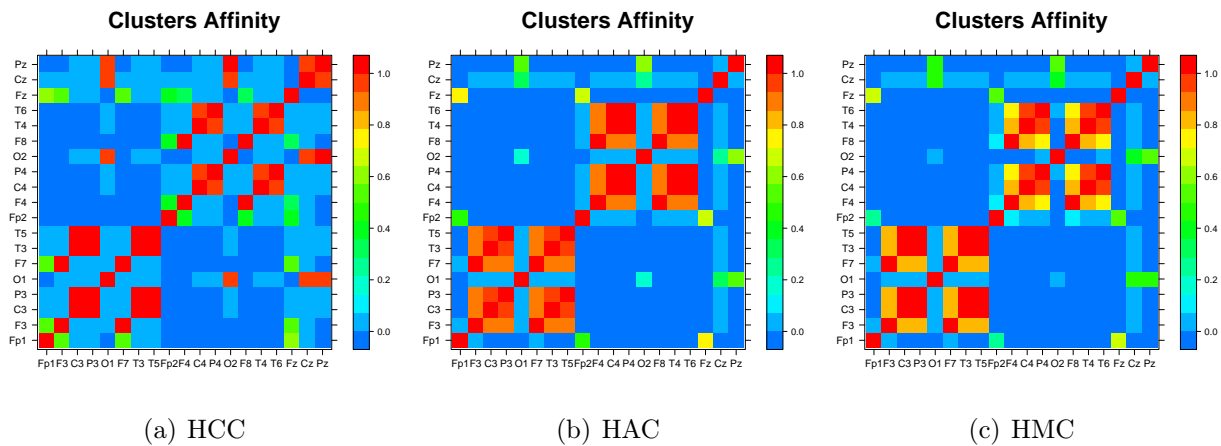 Clusters Affinity
Pz
Cz
Fz
T6
T4
F8
O2
P4
C4
F4
Fp2
T5
T3
F7
O1
P3
C3
F3
Fp1
Fp1 F3 C3 P3 O1 F7 T3 T5 Fp2 F4 C4 P4 O2 F8 T4 T6 Fz Cz Pz
1.0
0.8
0.6
0.4
0.2
0.0
(a) HCC
Clusters Affinity
Pz
Cz
Fz
T6
T4
F8
O2
P4
C4
F4
Fp2
T5
T3
F7
O1
P3
C3
F3
Fp1
Fp1 F3 C3 P3 O1 F7 T3 T5 Fp2 F4 C4 P4 O2 F8 T4 T6 Fz Cz Pz
1.0
0.8
0.6
0.4
0.2
0.0
(b) HAC
Clusters Affinity
Pz
Cz
Fz
T6
T4
F8
O2
P4
C4
F4
Fp2
T5
T3
F7
O1
P3
C3
F3
Fp1
Fp1 F3 C3 P3 O1 F7 T3 T5 Fp2 F4 C4 P4 O2 F8 T4 T6 Fz Cz Pz
1.0
0.8
0.6
0.4
0.2
0.0
(c) HMC